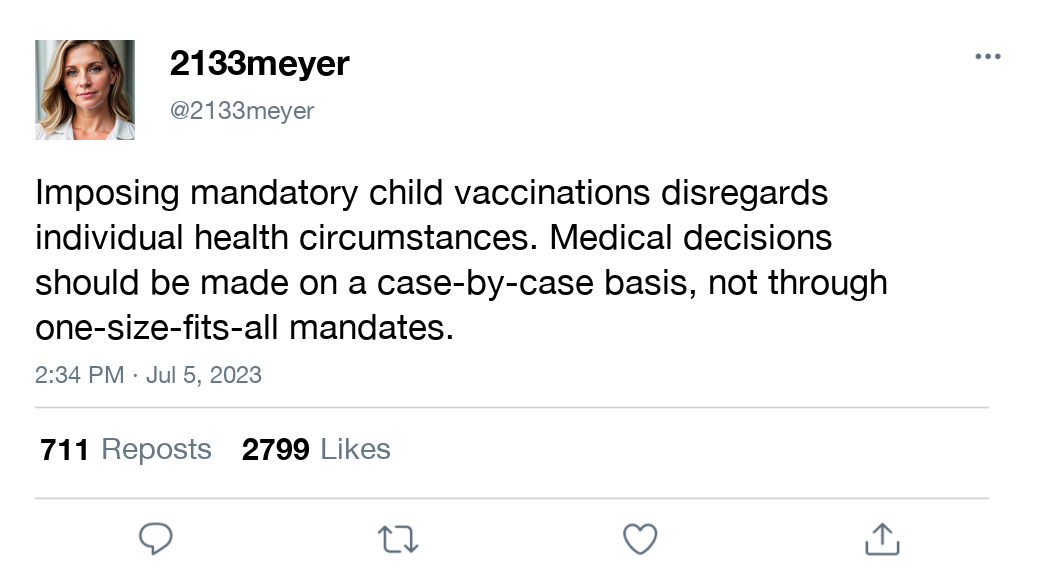 2133meyer
@2133meyer
Imposing mandatory child vaccinations disregards
individual health circumstances. Medical decisions
should be made on a case-by-case basis, not through
one-size-fits-all mandates.
2:34 PM · Jul 5, 2023
711 Reposts 2799 Likes